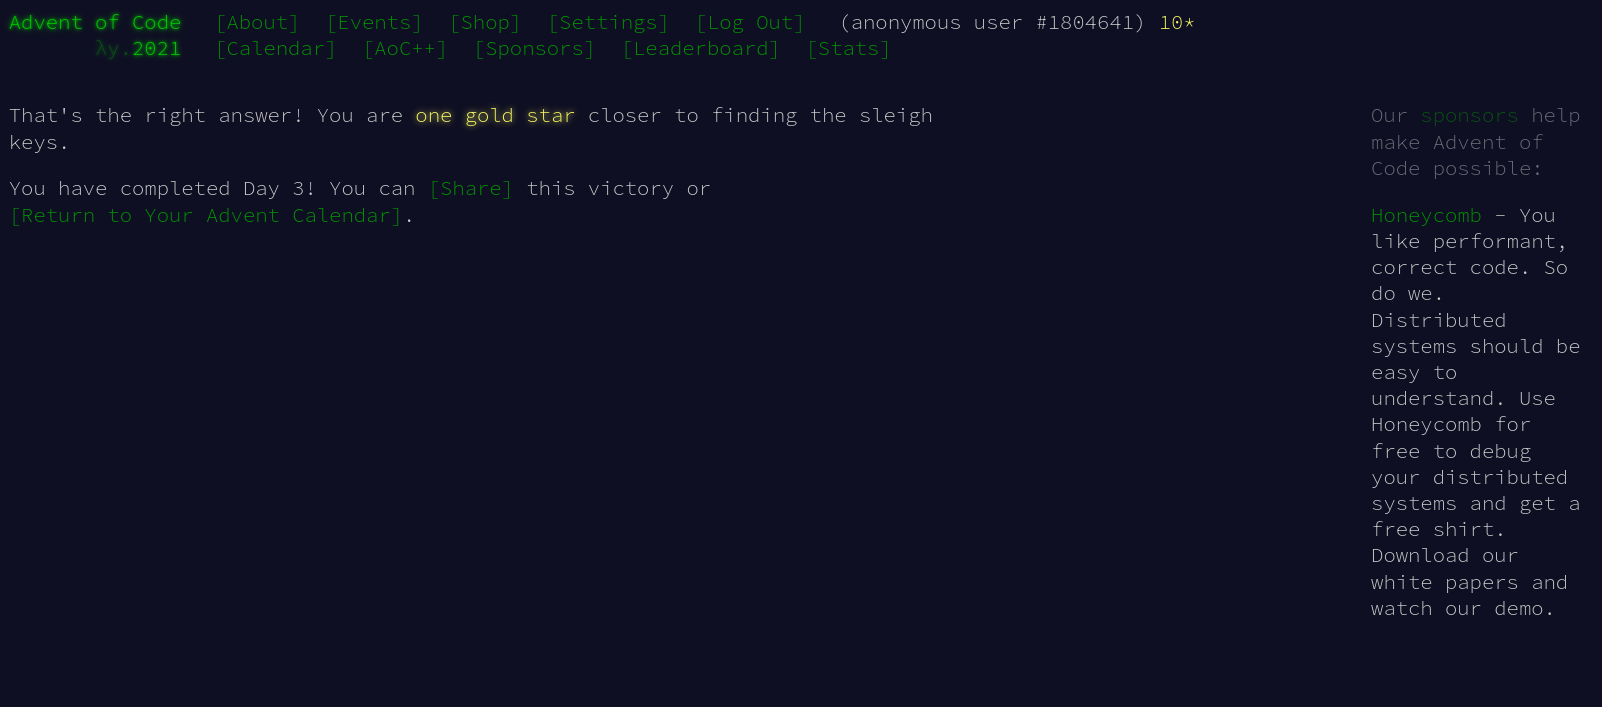 Advent of Code [About] [Events] [Shop] [Settings] [Log Out] (anonymous user #1804641) 10*
λy.2021 [Calendar] [AoC++] [Sponsors] [Leaderboard] [Stats]
That's the right answer! You are one gold star closer to finding the sleigh
keys.
You have completed Day 3! You can [Share] this victory or
[Return to Your Advent Calendar].
Our sponsors help
make Advent of
Code possible:
Honeycomb - You
like performant,
correct code. So
do we.
Distributed
systems should be
easy to
understand. Use
Honeycomb for
free to debug
your distributed
systems and get a
free shirt.
Download our
white papers and
watch our demo.